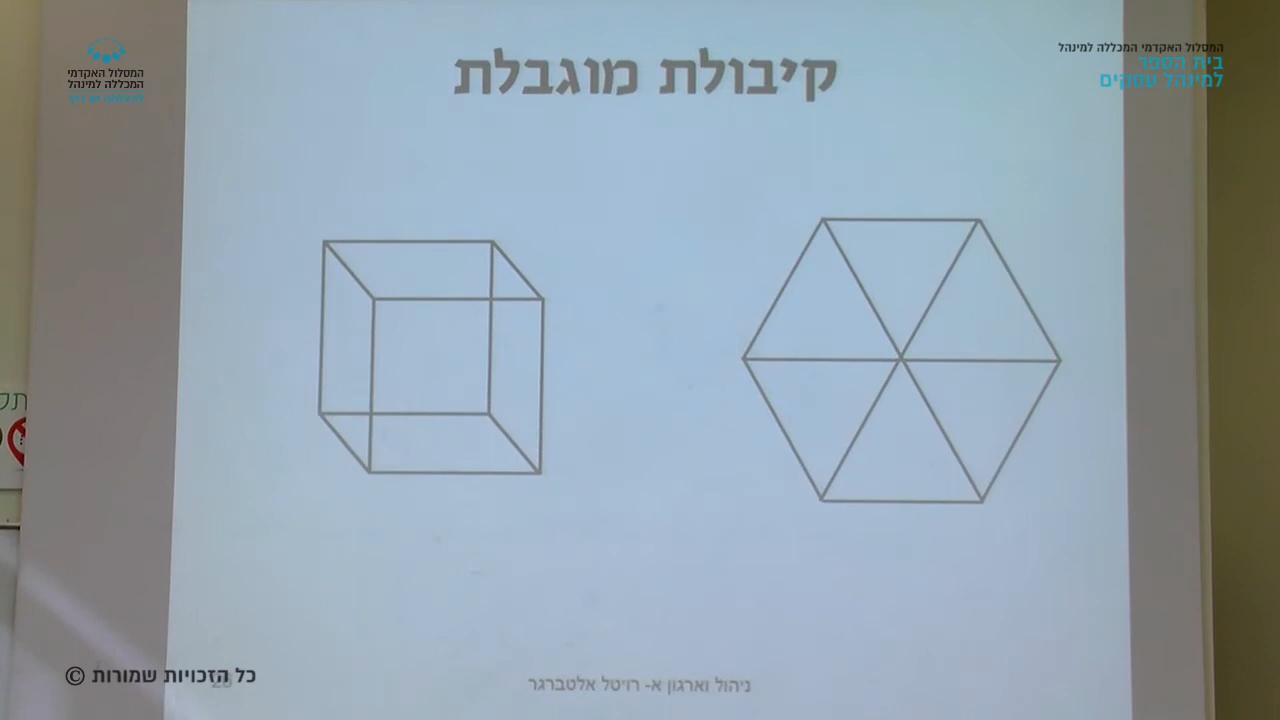 קיבולת מוגבלת
המסלול האקדמי המכללה למינהל
בית הספר
למינהל עסקים
המסלול האקדמי
המכללה למינהל
כל הזכויות שמורות ©
ניהול וארגון א- רויטל אלטברגר